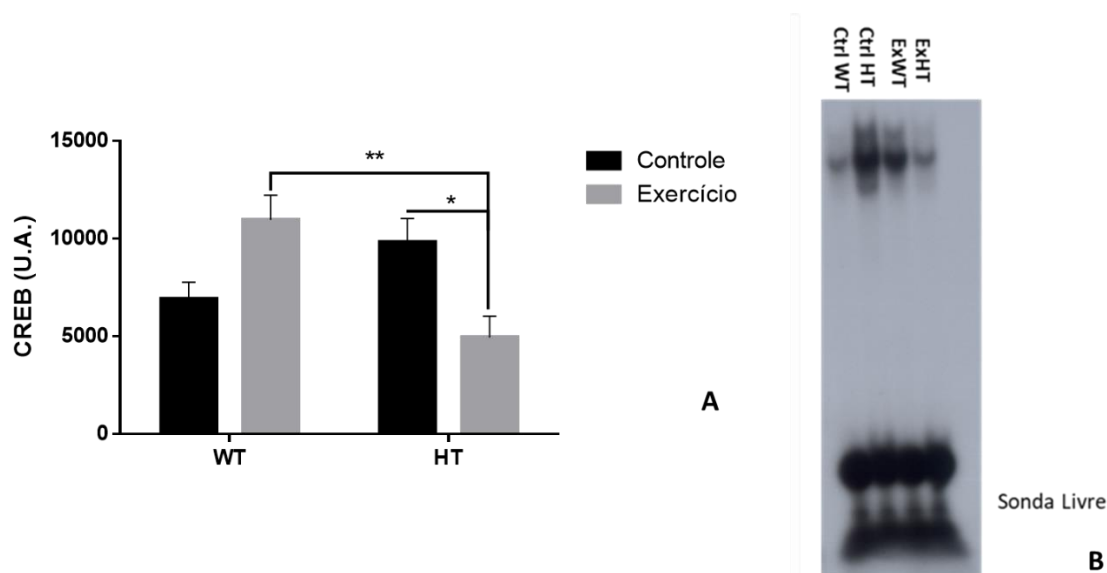 CREB (U.A.)
15000
10000
5000
0
WT
HT
**
*
Controle
Exercício
A
Ctrl WT
Ctrl HT
ExWT
ExHT
Sonda Livre
B